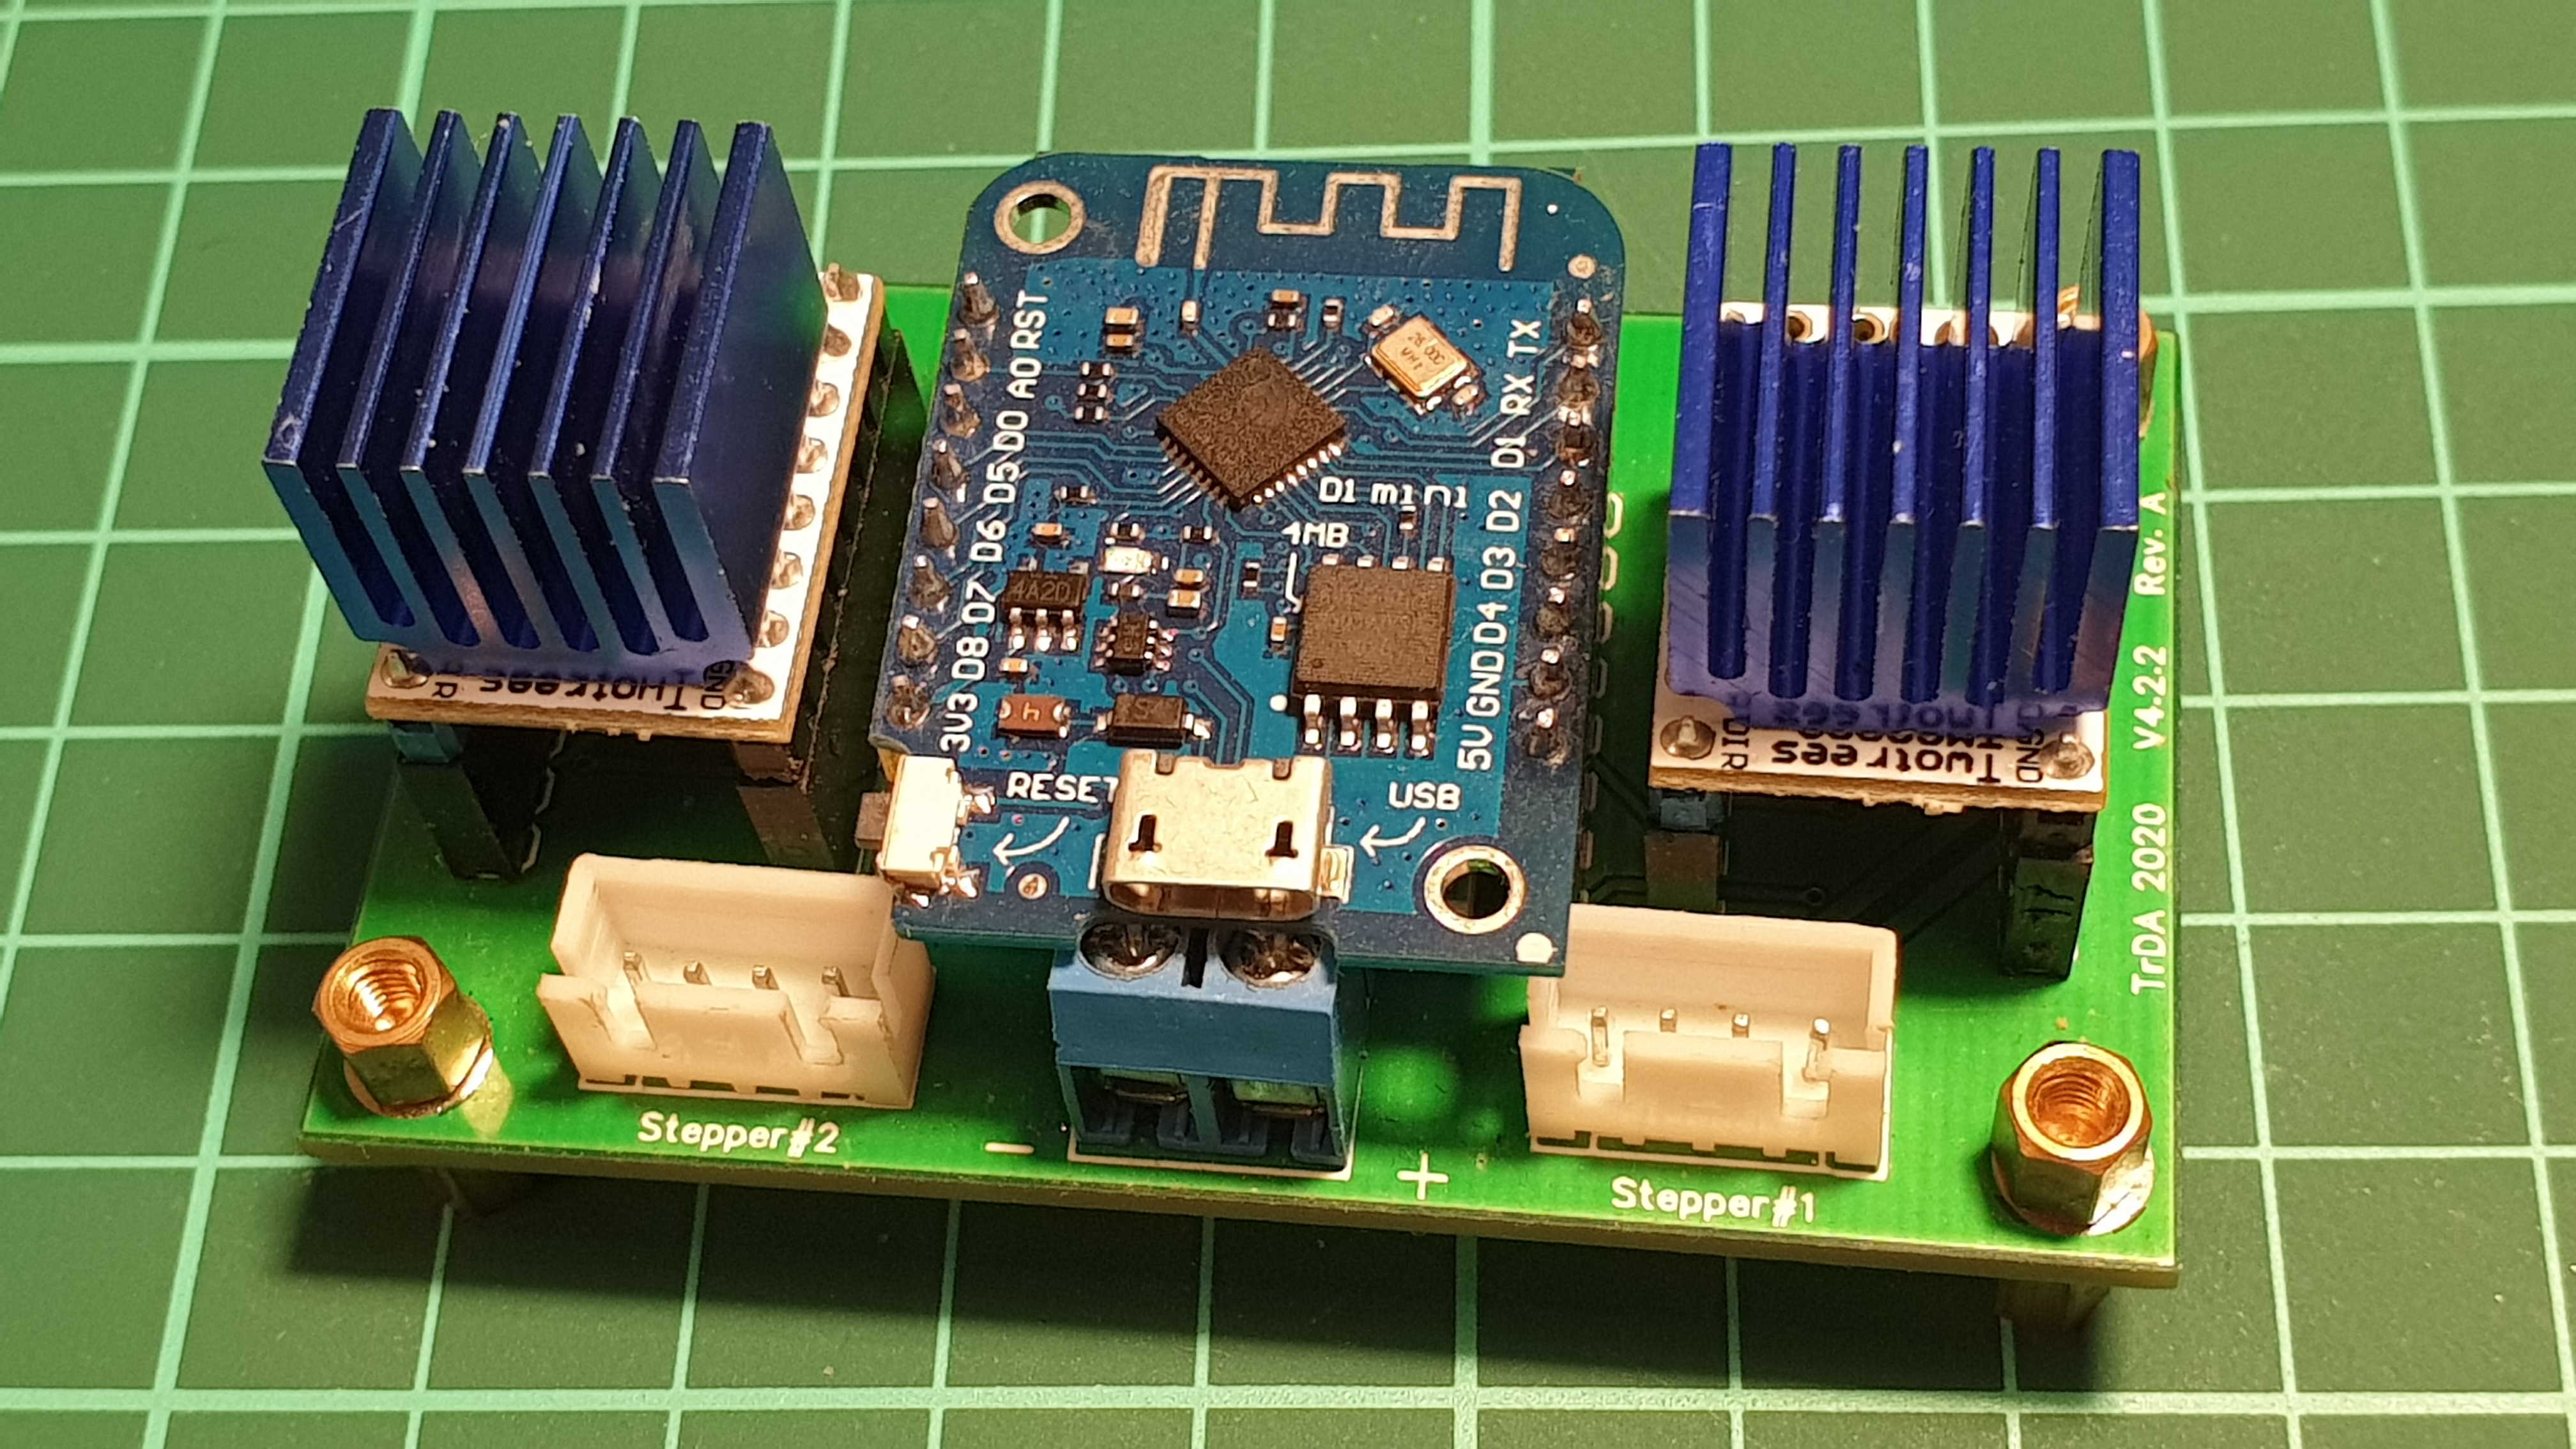 RST
A0
D0
D5
D6
D7
D8
3V3
TX
RX
D1
D2
D3
D4
GND
5V
D1 mini
4MB
4A2D
RESET
USB
Twotrees
GND
Twotrees
GND
DIR
Stepper#2
-
+
Stepper#1
TrDA 2020 V4.2.2 Rev. A